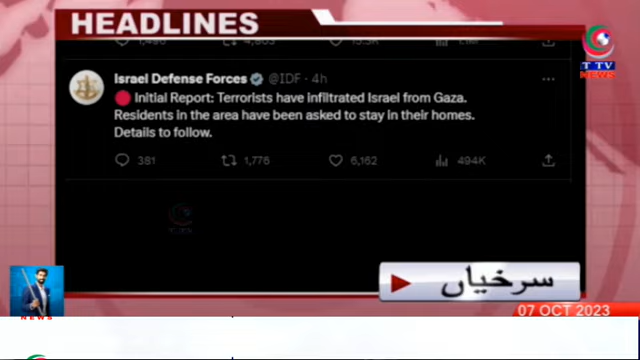 HEADLINES
T TV
NEWS
Israel Defense Forces @IDF · 4h
Initial Report: Terrorists have infiltrated Israel from Gaza.
Residents in the area have been asked to stay in their homes.
Details to follow.
381 1,776 6,162 494K
سرخیاں
07 OCT 2023
NEWS